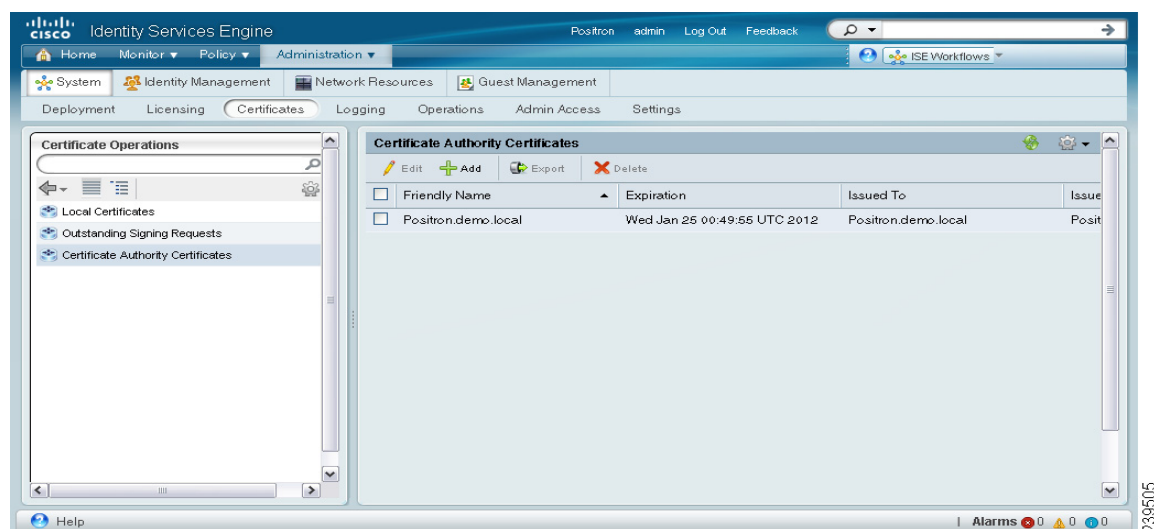 cisco Identity Services Engine Positron admin Log Out Feedback
Home Monitor Policy Administration ISE Workflows
System Identity Management Network Resources Guest Management
Deployment Licensing Certificates Logging Operations Admin Access Settings
Certificate Operations
Local Certificates
Outstanding Signing Requests
Certificate Authority Certificates
Certificate Authority Certificates
Edit Add Export Delete
Friendly Name Expiration Issued To Issue
Positron.demo.local Wed Jan 25 00:49:55 UTC 2012 Positron.demo.local Posit
Help Alarms 0 0 0
239505